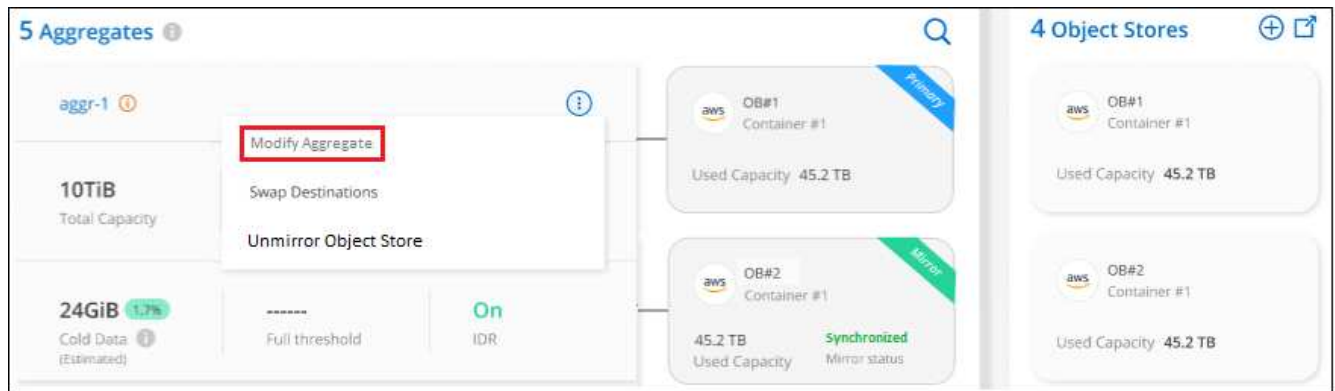 5 Aggregates
4 Object Stores
aggr-1
Modify Aggregate
Swap Destinations
Unmirror Object Store
10TiB
Total Capacity
24GiB 1.7%
Cold Data
(Estimated)
------
Full threshold
On
IDR
Primary
aws
OB#1
Container #1
Used Capacity 45.2 TB
Mirror
aws
OB#2
Container #1
45.2 TB
Used Capacity
Synchronized
Mirror status
aws
OB#1
Container #1
Used Capacity 45.2 TB
aws
OB#2
Container #1
Used Capacity 45.2 TB